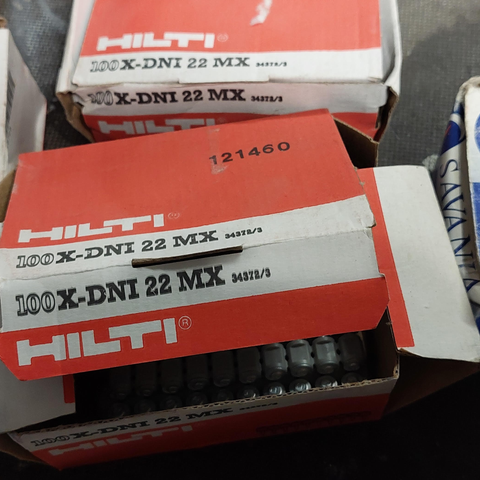 HILTI
100 X-DNI 22 MX 34372/3
100 X-DNI 22 MX 34372/3
HILTI
121460
HILTI ®
100 X-DNI 22 MX 34372/3
100 X-DNI 22 MX 34372/3
HILTI ®
100 X-DNI 22 MX
HILTI